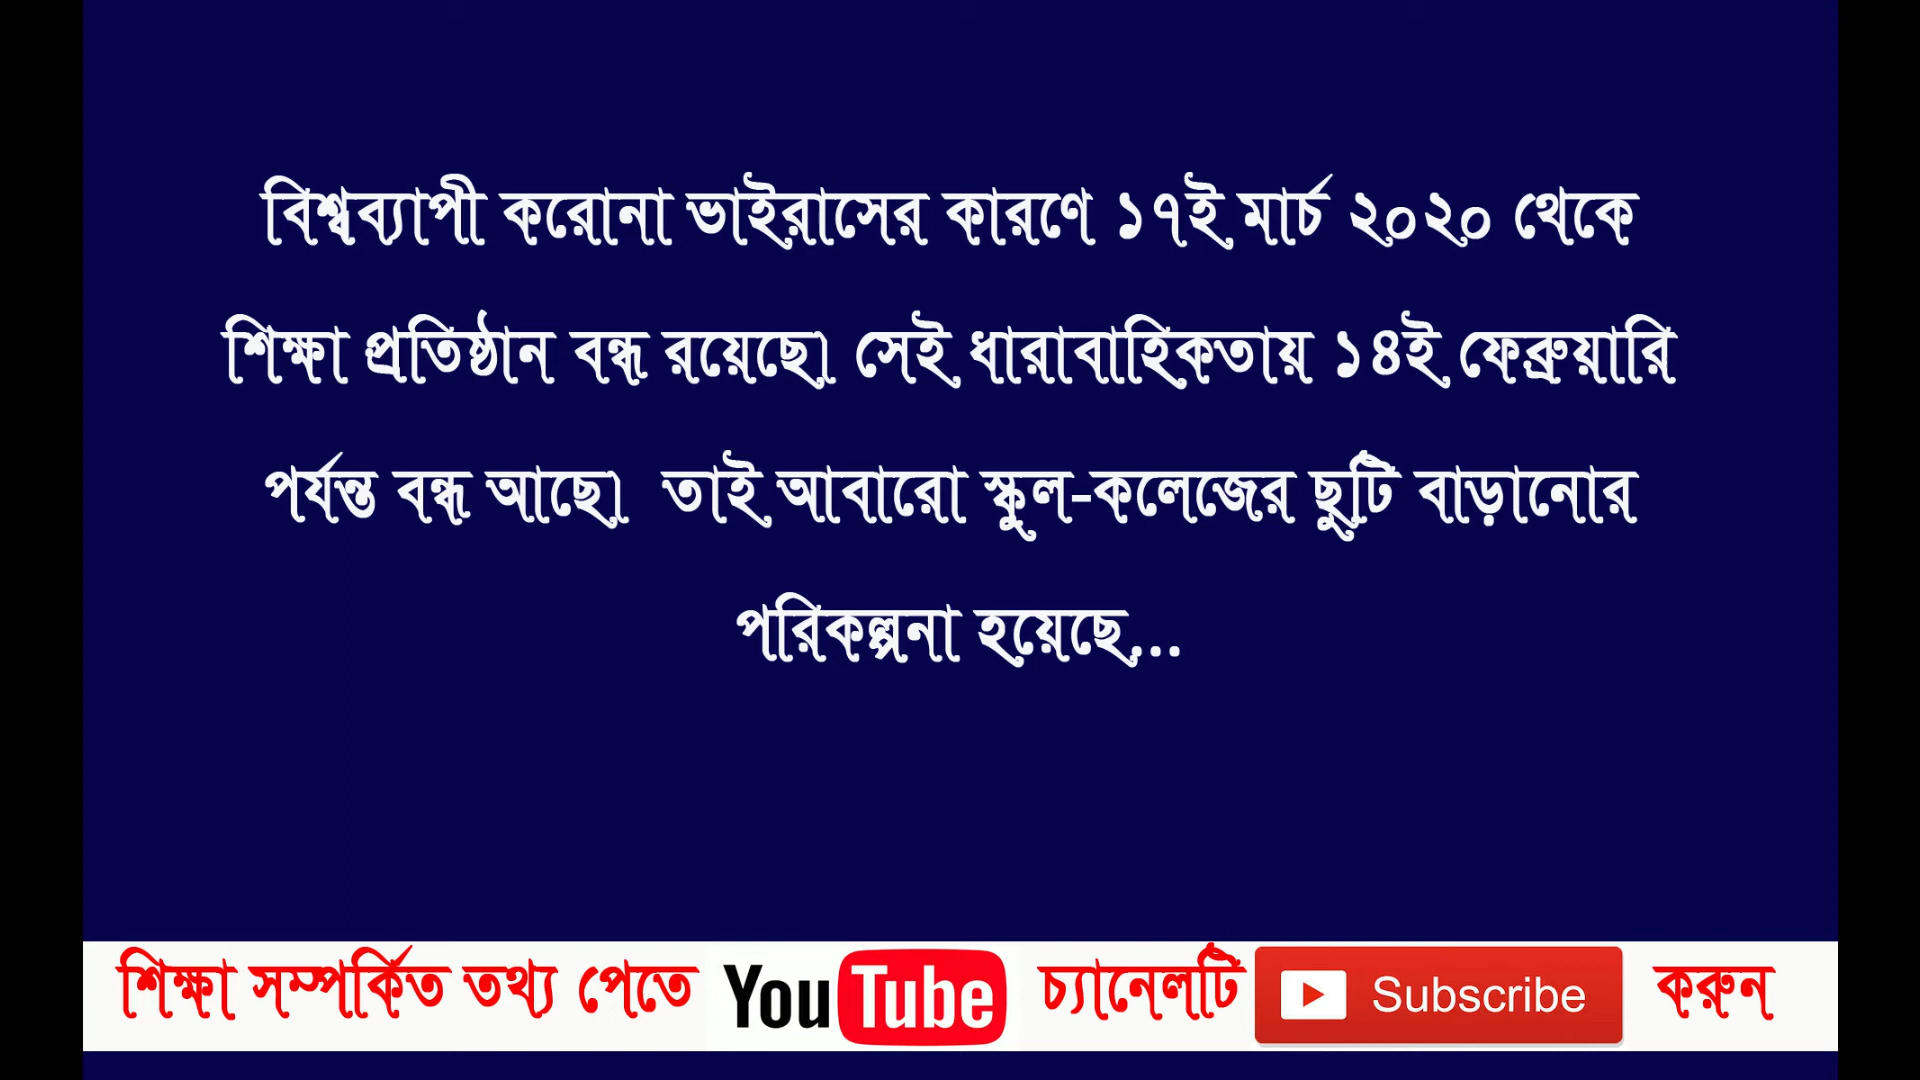 বিশ্বব্যাপী করোনা ভাইরাসের কারণে ১৭ই মার্চ ২০২০ থেকে
শিক্ষা প্রতিষ্ঠান বন্ধ রয়েছে। সেই ধারাবাহিকতায় ১৪ই ফেব্রুয়ারি
পর্যন্ত বন্ধ আছে। তাই আবারো স্কুল-কলেজের ছুটি বাড়ানোর
পরিকল্পনা হয়েছে...
শিক্ষা সম্পর্কিত তথ্য পেতে YouTube চ্যানেলটি Subscribe করুন